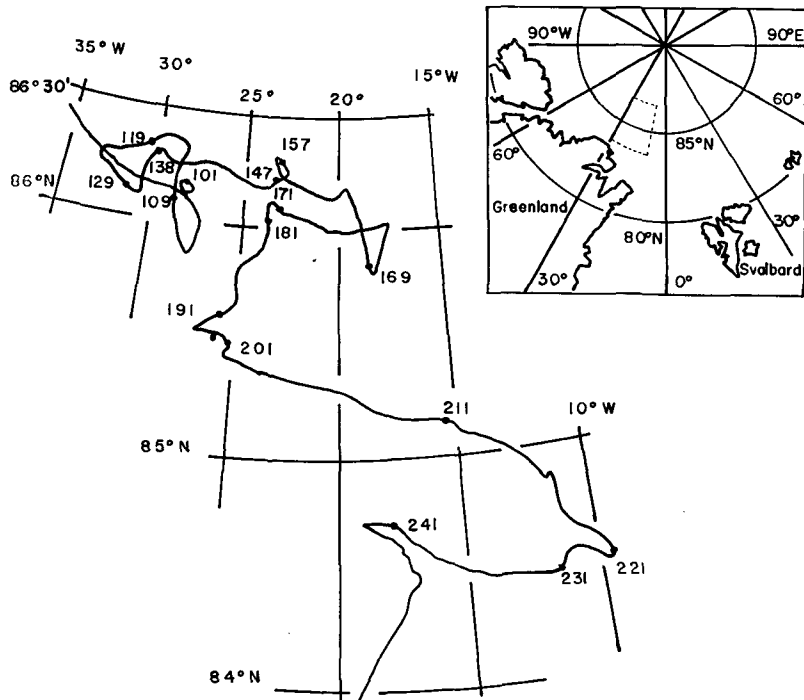 35° W
30°
25°
20°
15° W
86° 30'
119
138
101
147
157
129
109
171
86° N
181
169
191
201
211
10° W
85° N
241
231
221
84° N
90° W
90° E
60°
60°
85° N
Greenland
80° N
30°
Svalbard
30°
0°